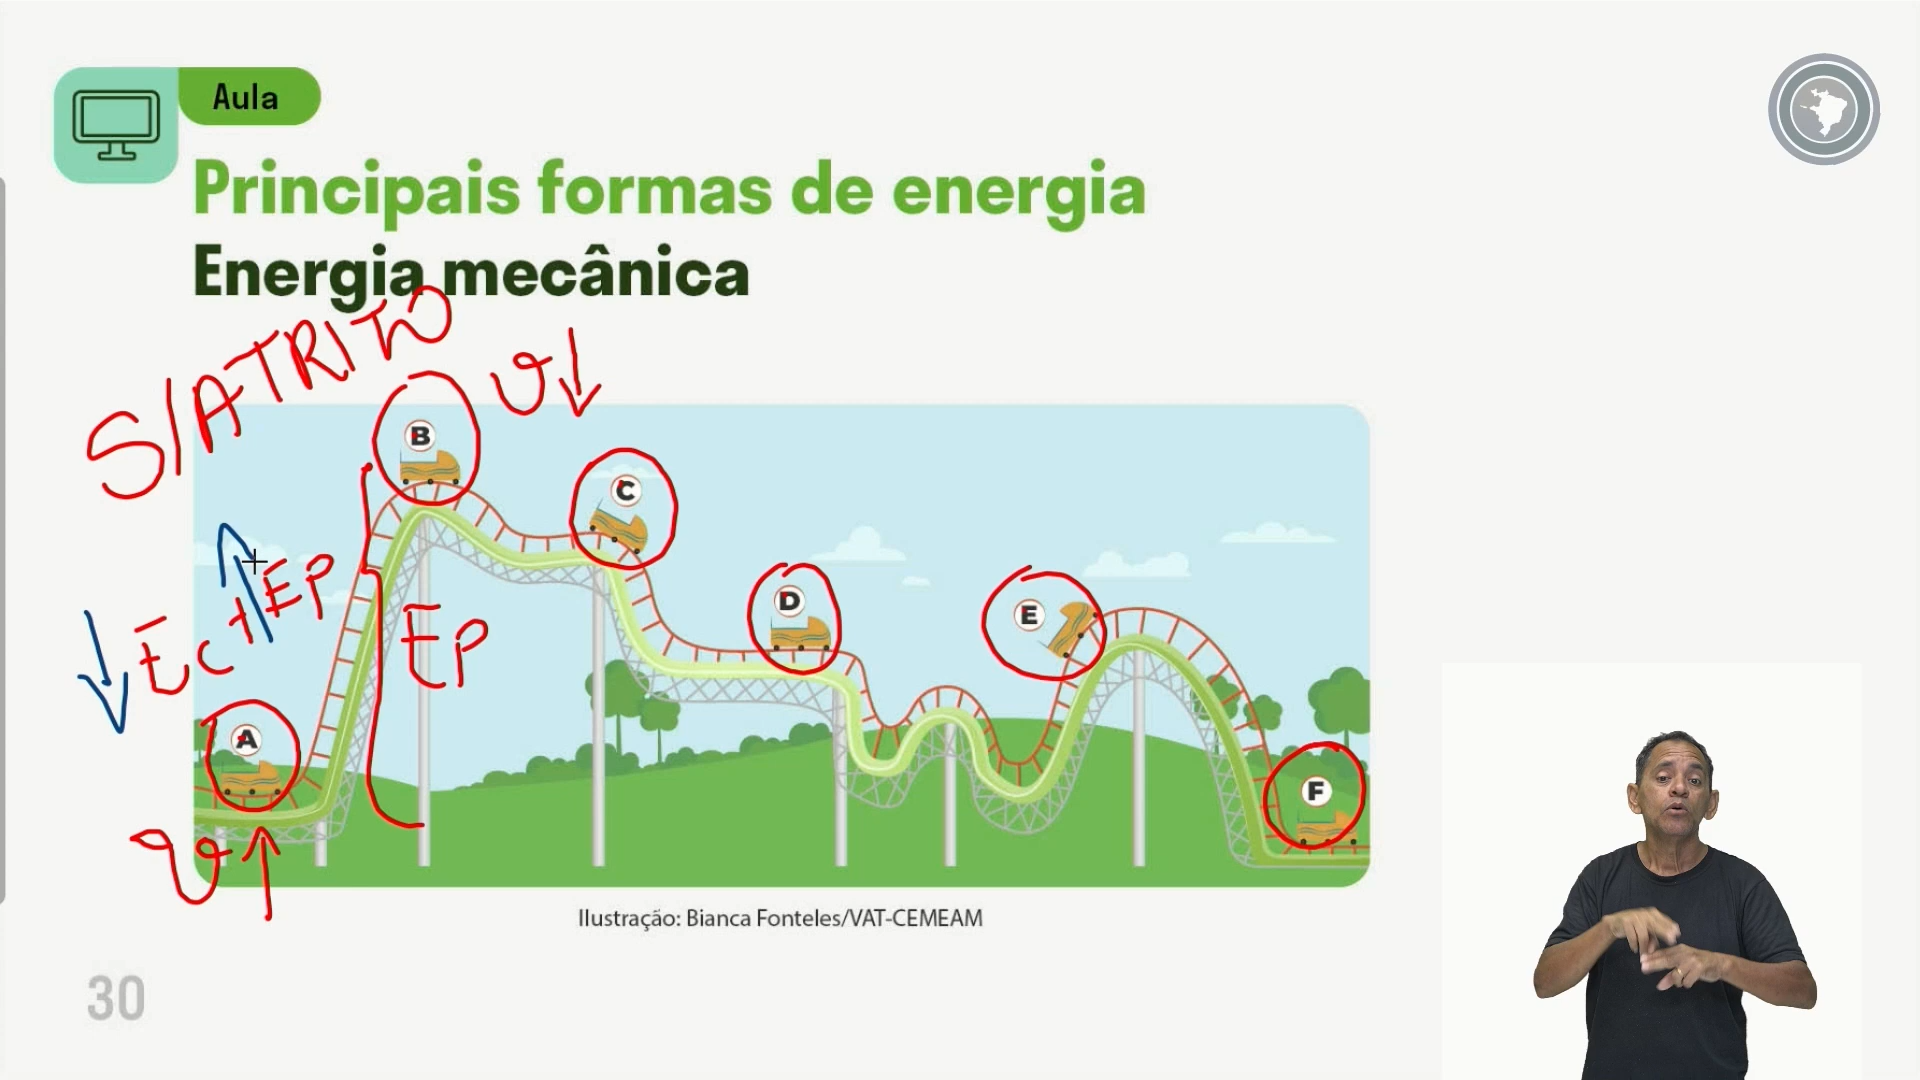 Aula
Principais formas de energia
Energia mecânica
S/ATRITO
v↓
B
C
Ec + Ep
Ep
D
E
A
F
v↑
Ilustração: Bianca Fonteles/VAT-CEMEAM
30